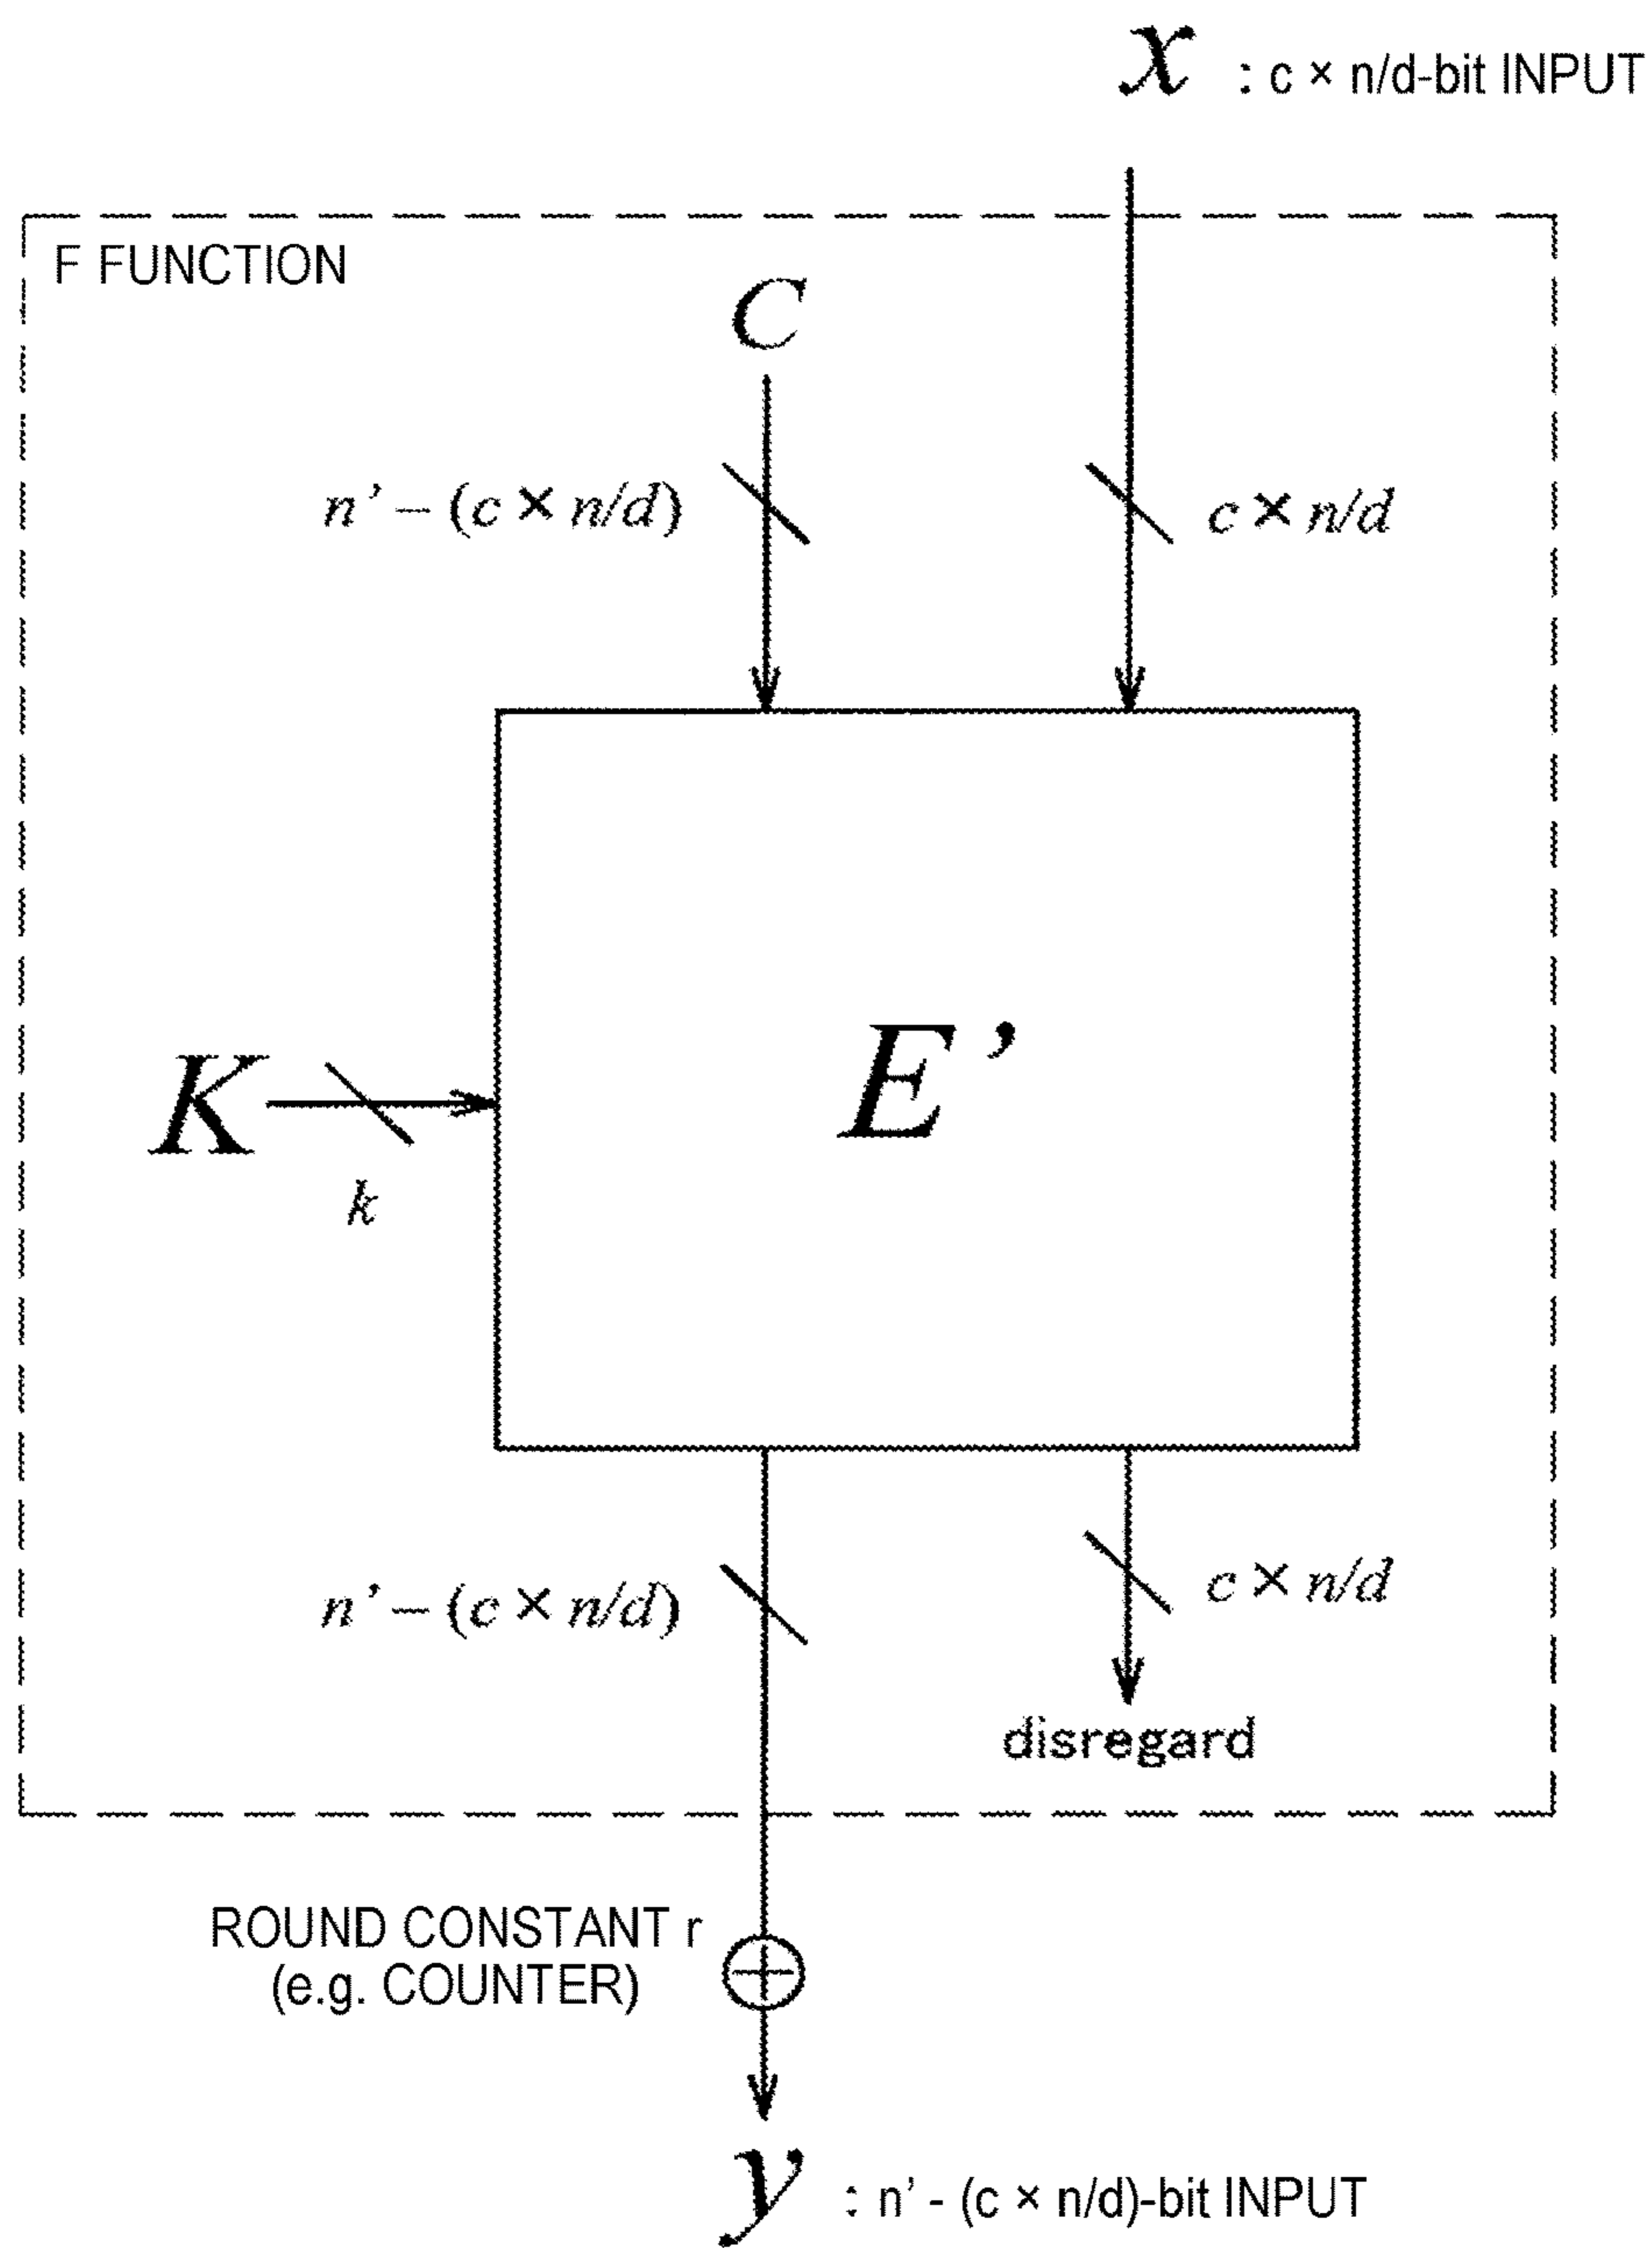 x : c × n/d-bit INPUT
F FUNCTION
C
n' – (c × n/d)
c × n/d
K
k
E'
n' – (c × n/d)
c × n/d
disregard
ROUND CONSTANT r
(e.g. COUNTER)
y : n' - (c × n/d)-bit INPUT